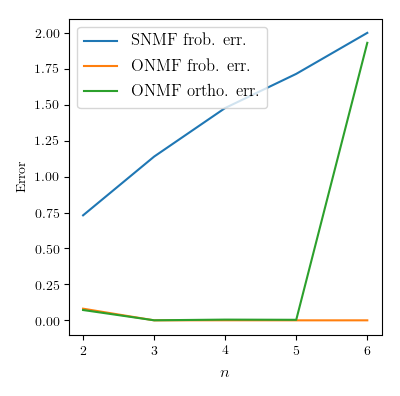 SNMF frob. err.
ONMF frob. err.
ONMF ortho. err.
2.00
1.75
1.50
1.25
1.00
0.75
0.50
0.25
0.00
Error
2 3 4 5 6
n